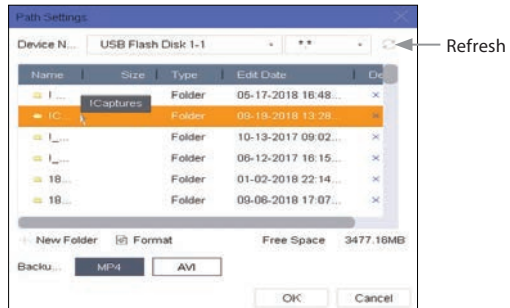 Path Settings
Device N... USB Flash Disk 1-1 *.*
Refresh
Name Size Type Edit Date De
! ... Folder 05-17-2018 16:48...
!Captures
!C... Folder 09-19-2018 13:28...
!_... Folder 10-13-2017 09:02...
!_... Folder 06-12-2017 16:15...
18... Folder 01-02-2018 22:14...
18... Folder 09-06-2018 17:07...
New Folder Format Free Space 3477.16MB
Backu... MP4 AVI
OK Cancel